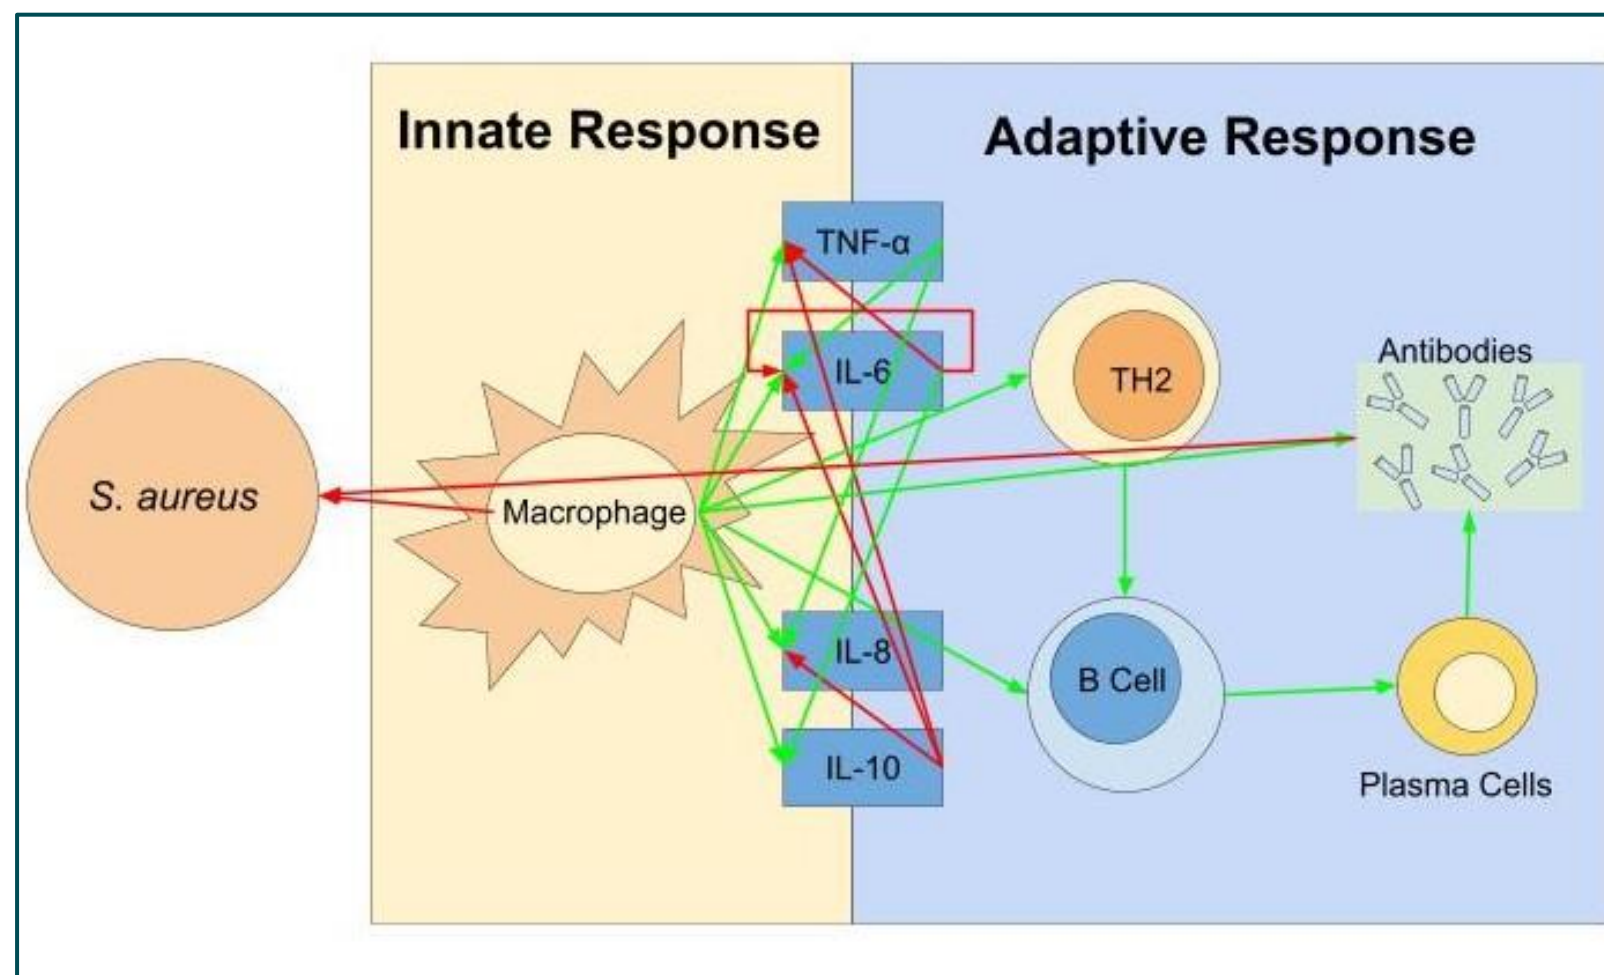 Innate Response
Adaptive Response
TNF-α
IL-6
TH2
Antibodies
S. aureus
Macrophage
IL-8
B Cell
IL-10
Plasma Cells